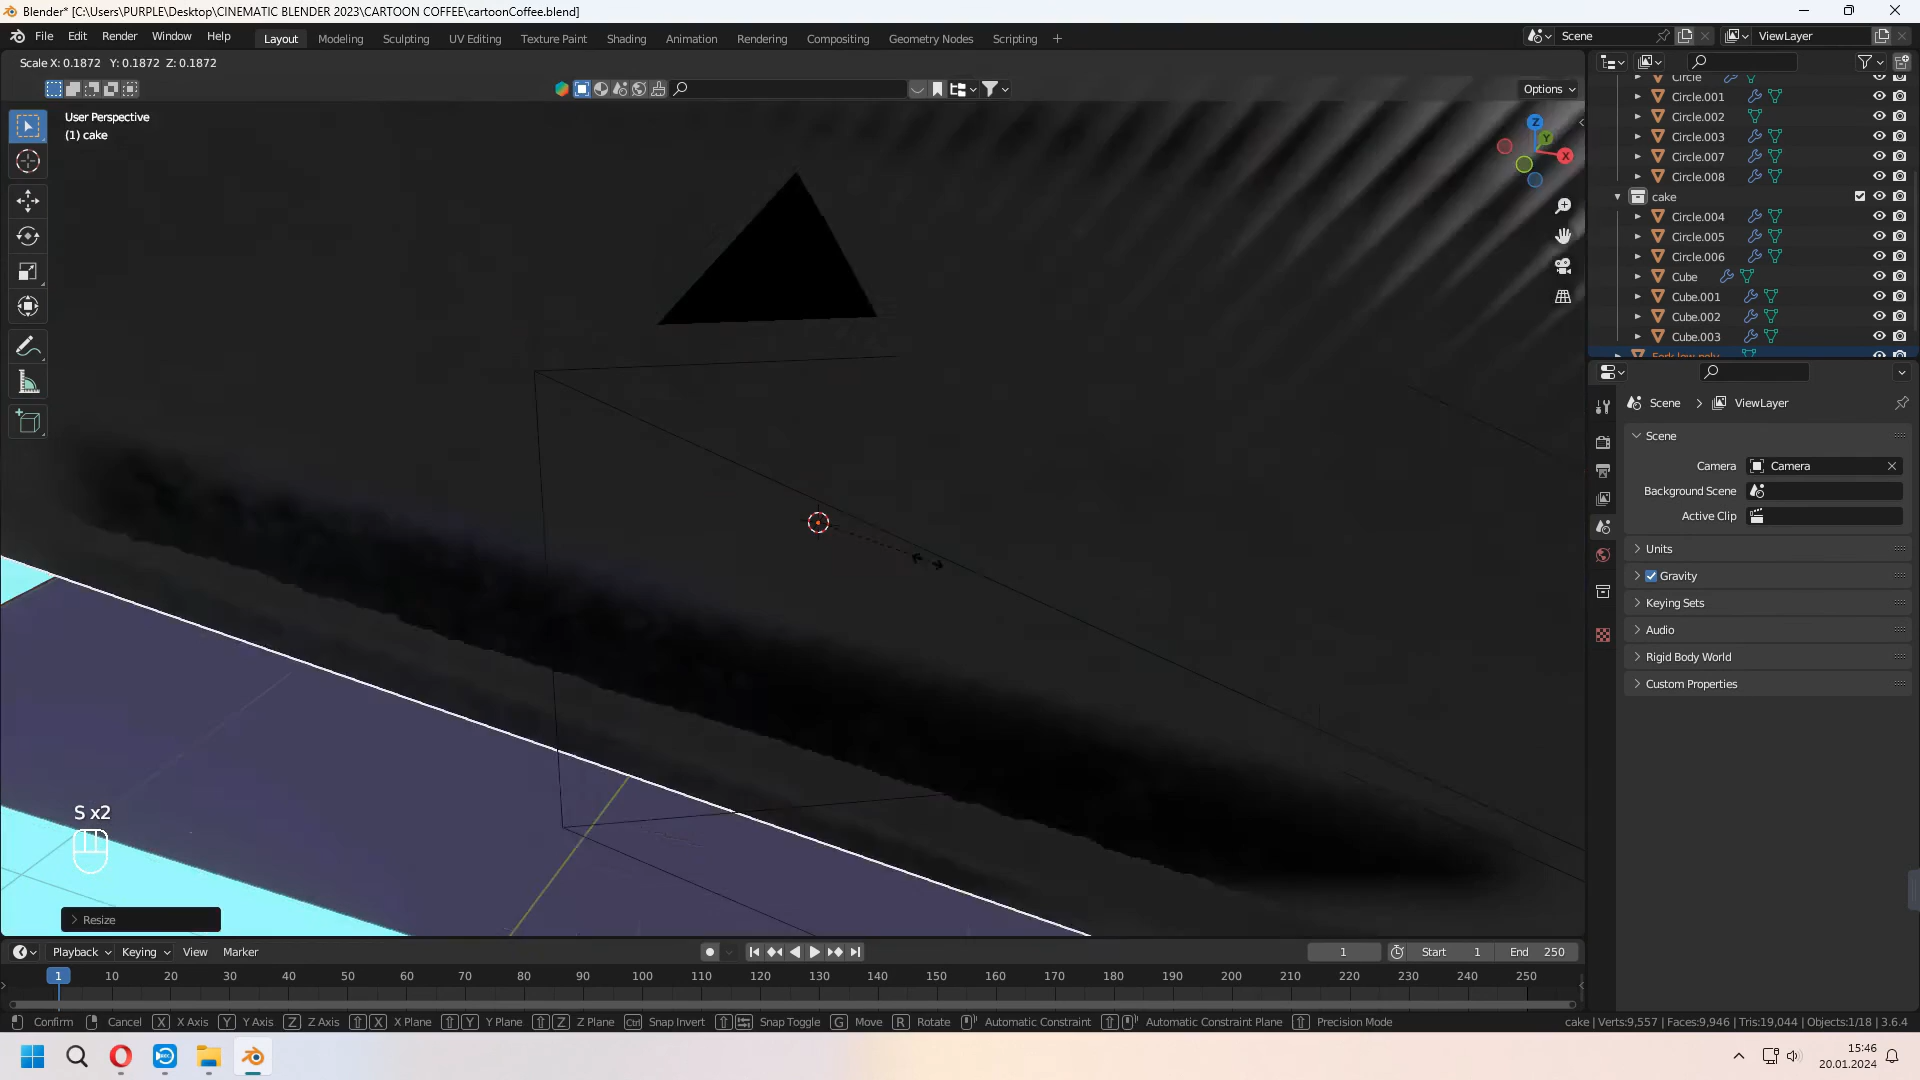 Blender* [C:\Users\PURPLE\Desktop\CINEMATIC BLENDER 2023\CARTOON COFFEE\cartoonCoffee.blend]
File Edit Render Window Help Layout Modeling Sculpting UV Editing Texture Paint Shading Animation Rendering Compositing Geometry Nodes Scripting + Scene ViewLayer
Scale X: 0.1872 Y: 0.1872 Z: 0.1872
Options
User Perspective
(1) cake
Z
Y
X
Circle
Circle.001
Circle.002
Circle.003
Circle.007
Circle.008
cake
Circle.004
Circle.005
Circle.006
Cube
Cube.001
Cube.002
Cube.003
Fork low poly
Scene > ViewLayer
Scene
Camera Camera
Background Scene
Active Clip
Units
Gravity
Keying Sets
Audio
Rigid Body World
Custom Properties
S x2
Resize
Playback Keying View Marker 1 Start 1 End 250
1 10 20 30 40 50 60 70 80 90 100 110 120 130 140 150 160 170 180 190 200 210 220 230 240 250
Confirm Cancel X X Axis Y Y Axis Z Z Axis X X Plane Y Y Plane Z Z Plane Ctrl Snap Invert Snap Toggle G Move R Rotate Automatic Constraint Automatic Constraint Plane Precision Mode cake | Verts:9,557 | Faces:9,946 | Tris:19,044 | Objects:1/18 | 3.6.4
15:46
20.01.2024